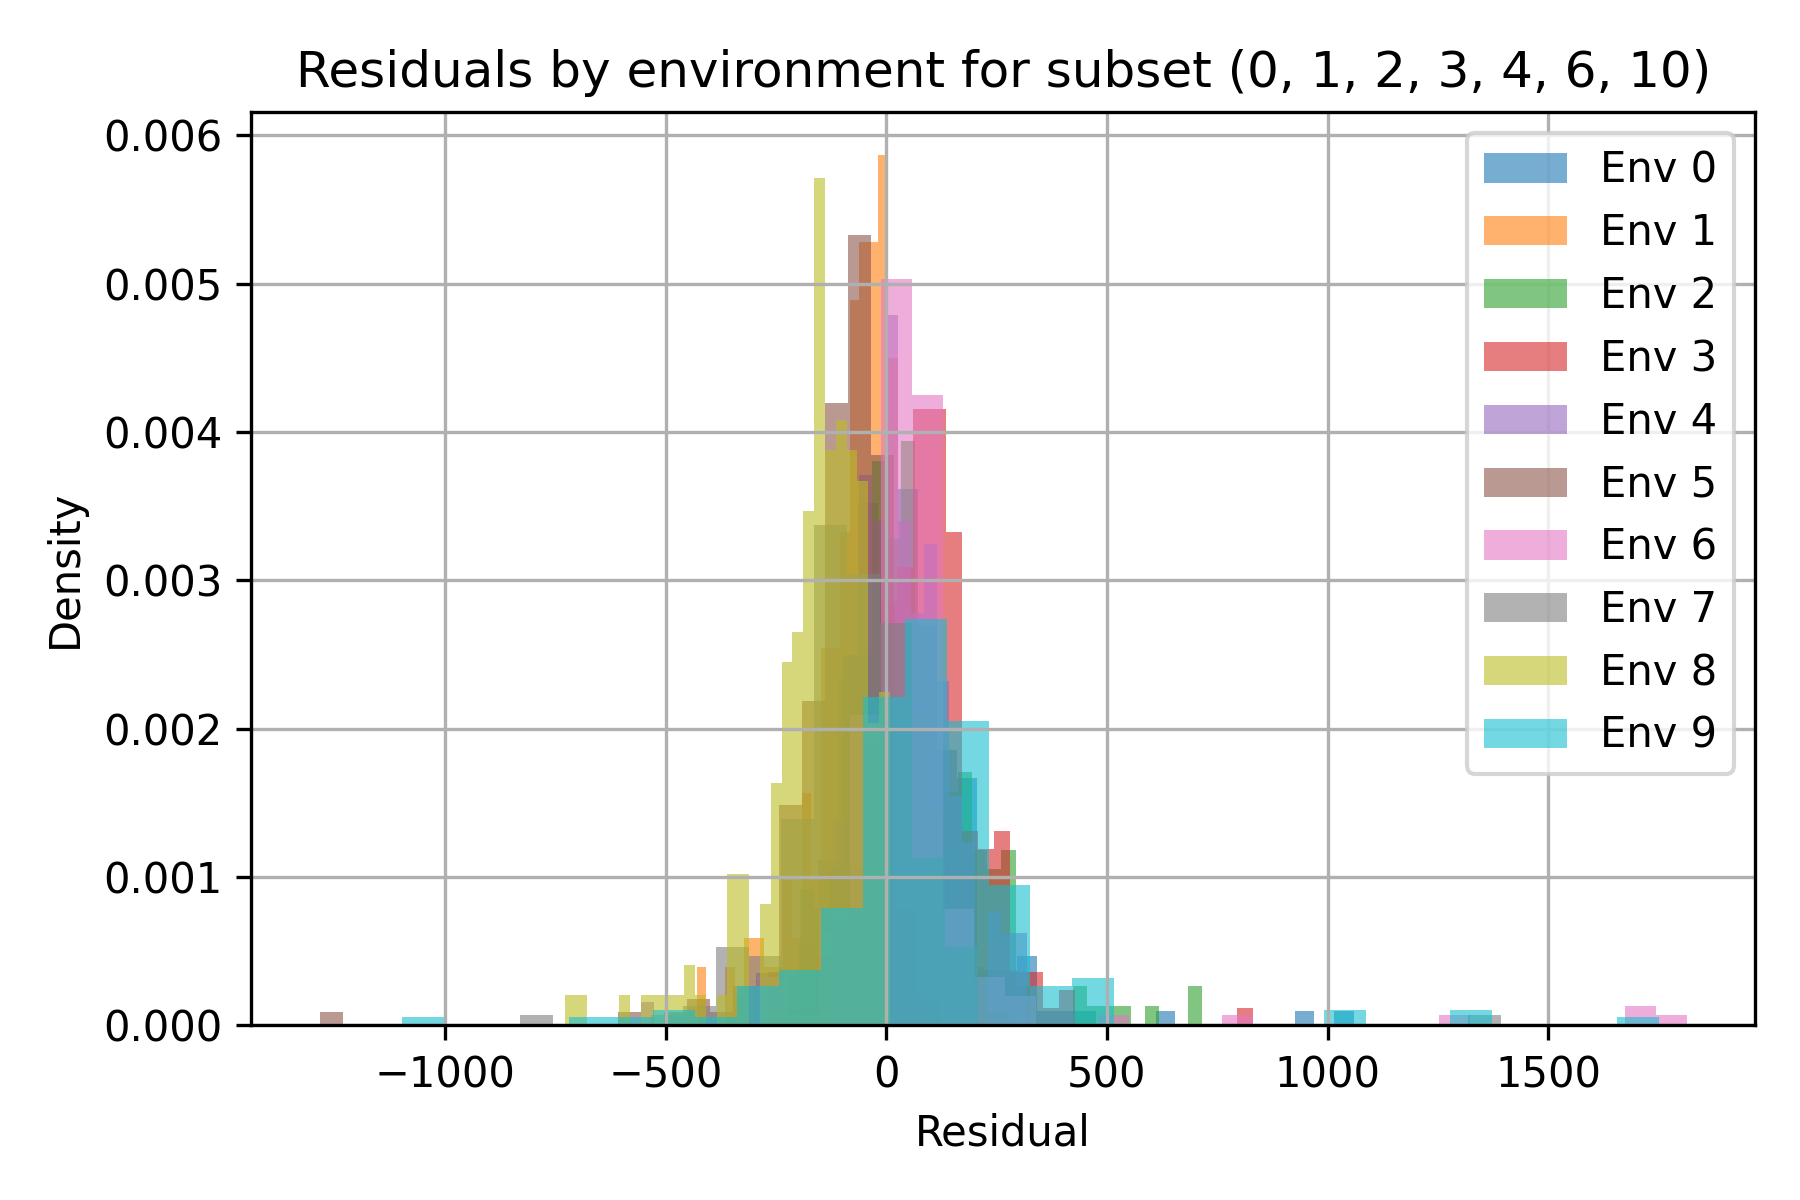 Residuals by environment for subset (0, 1, 2, 3, 4, 6, 10)
0.006
0.005
0.004
0.003
0.002
0.001
0.000
Density
−1000
−500
0
500
1000
1500
Residual
Env 0
Env 1
Env 2
Env 3
Env 4
Env 5
Env 6
Env 7
Env 8
Env 9